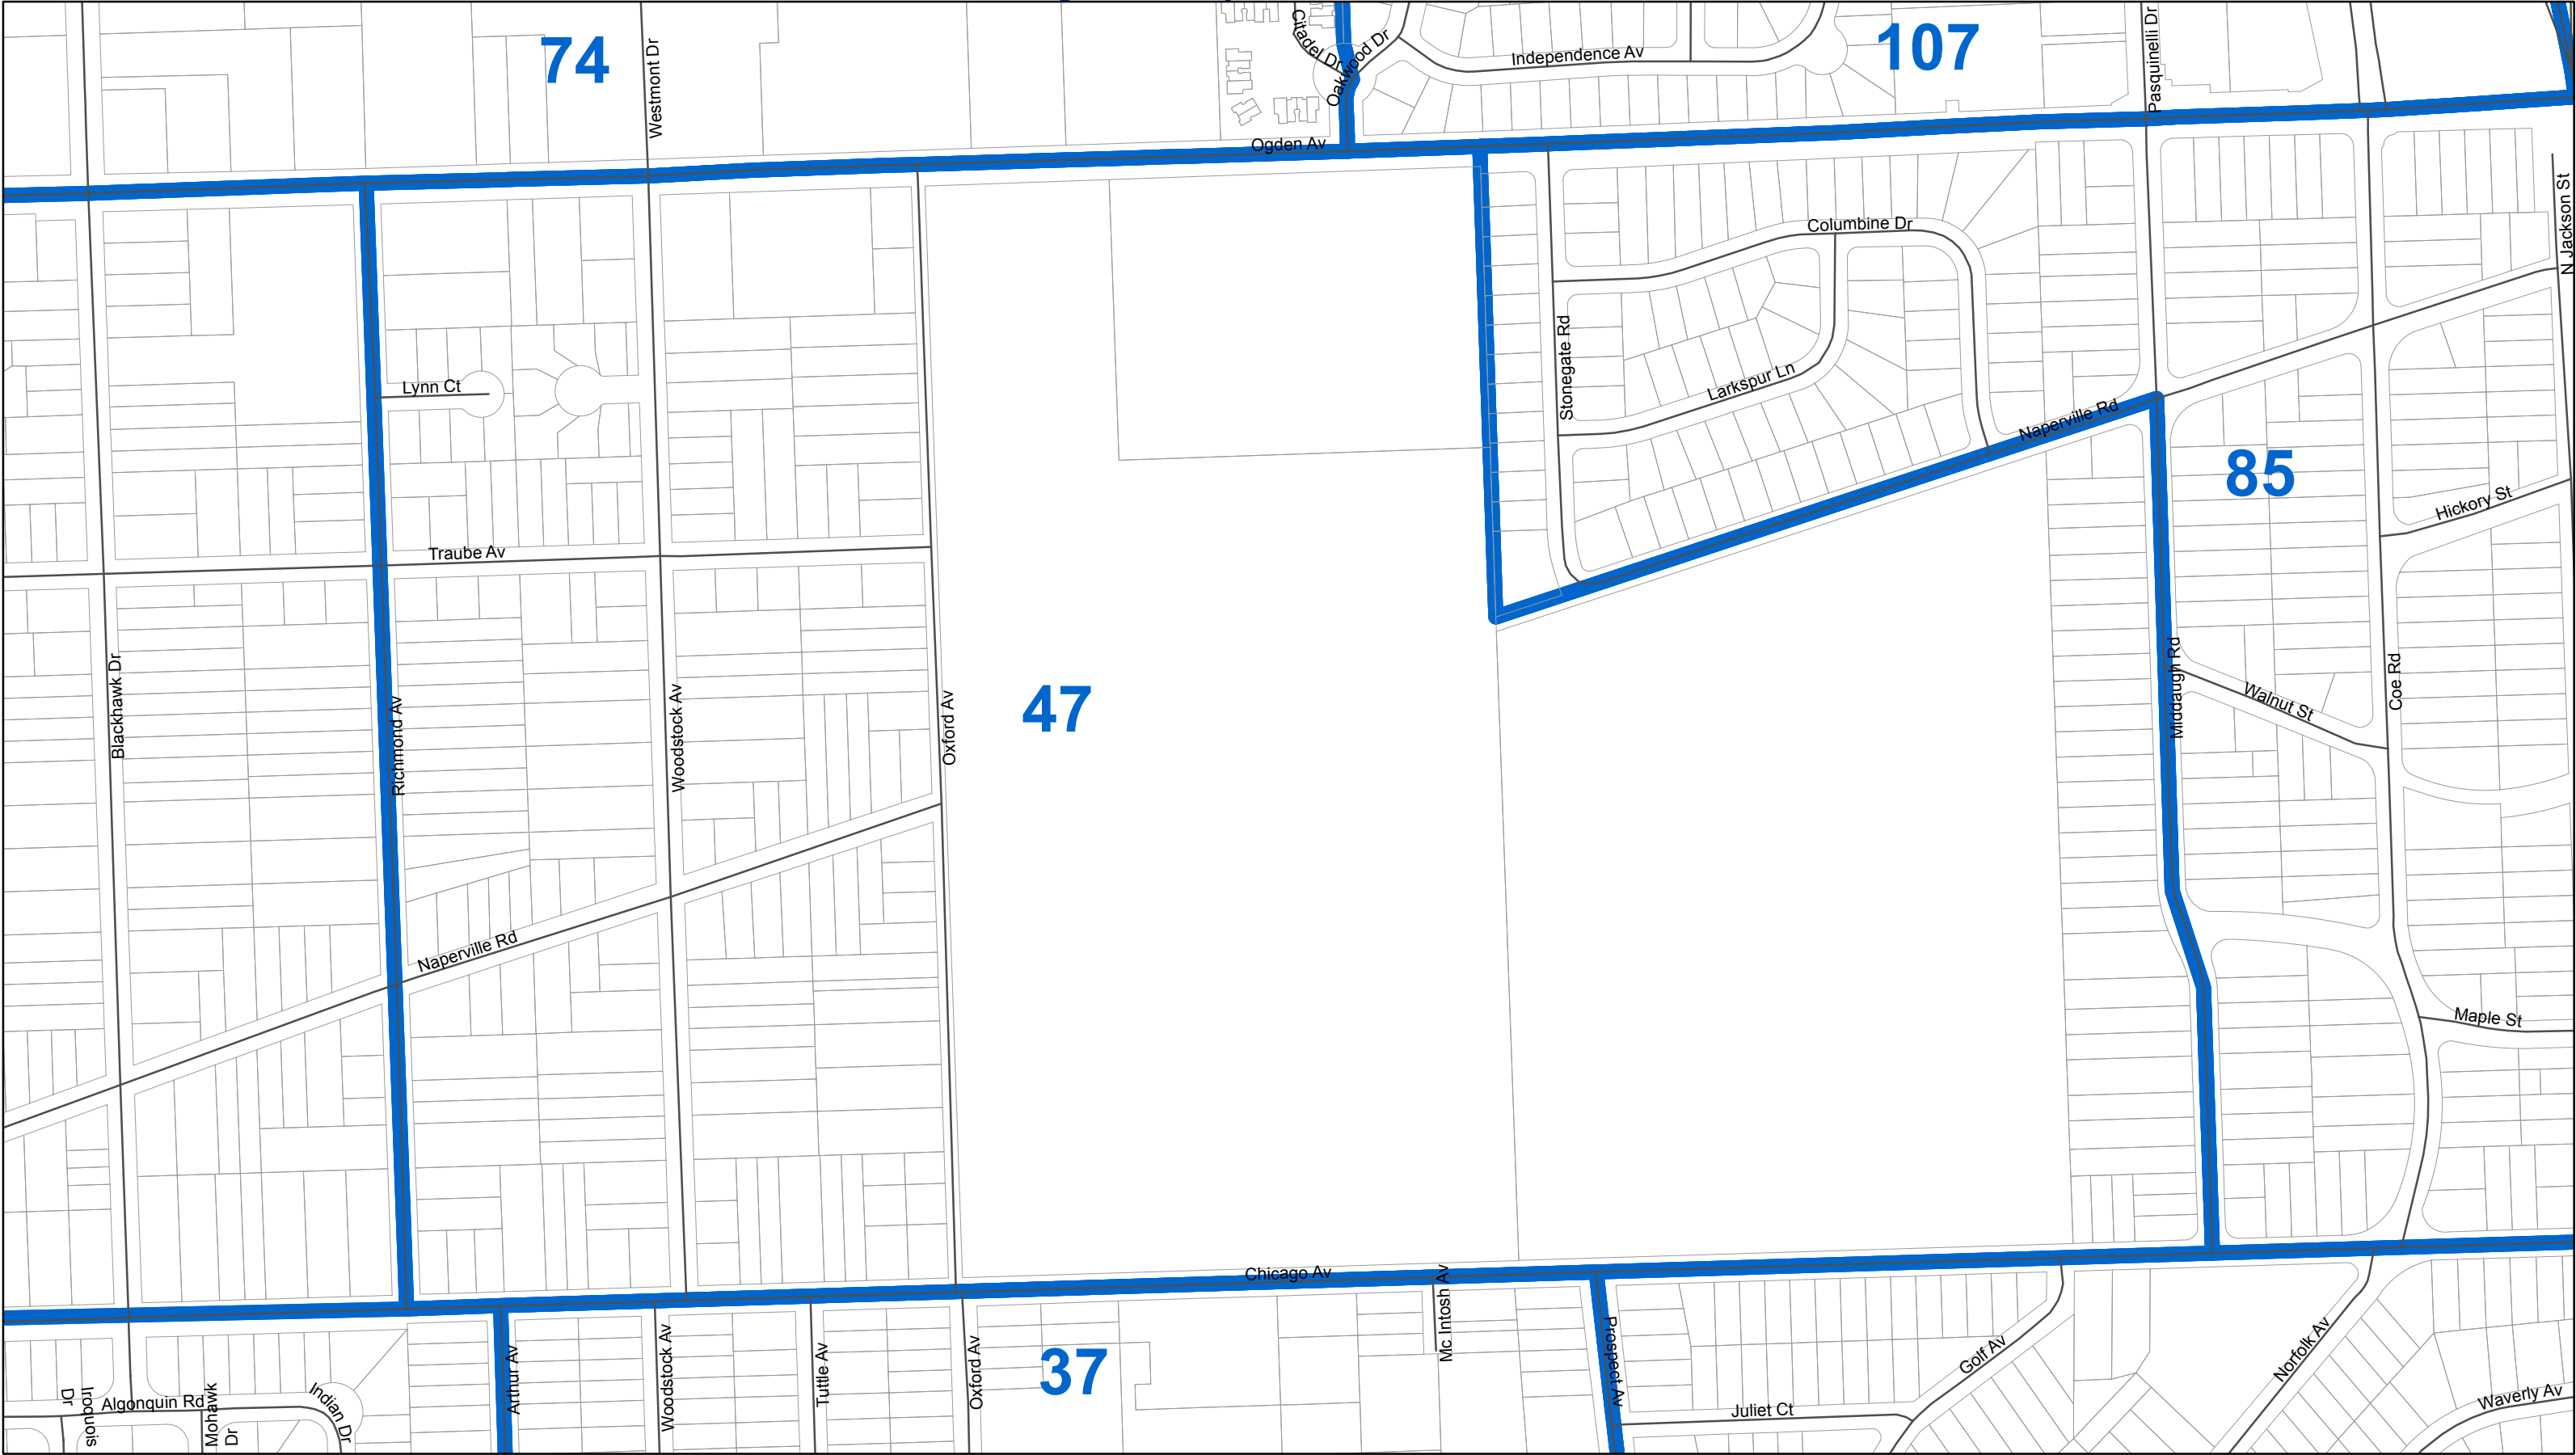 74
107
Westmont Dr
Citadel Dr
Oakwood Dr
Independence Av
Pasquinelli Dr
Ogden Av
N Jackson St
Columbine Dr
Stonegate Rd
Larkspur Ln
Lynn Ct
Naperville Rd
85
Hickory St
Traube Av
Blackhawk Dr
Richmond Av
Woodstock Av
Oxford Av
47
Middaugh Rd
Walnut St
Coe Rd
Naperville Rd
Maple St
Chicago Av
Mc Intosh Av
Prospect Av
37
Arthur Av
Woodstock Av
Tuttle Av
Oxford Av
Golf Av
Norfolk Av
Iroquois
Dr
Algonquin Rd
Mohawk
Dr
Indian Dr
Juliet Ct
Waverly Av